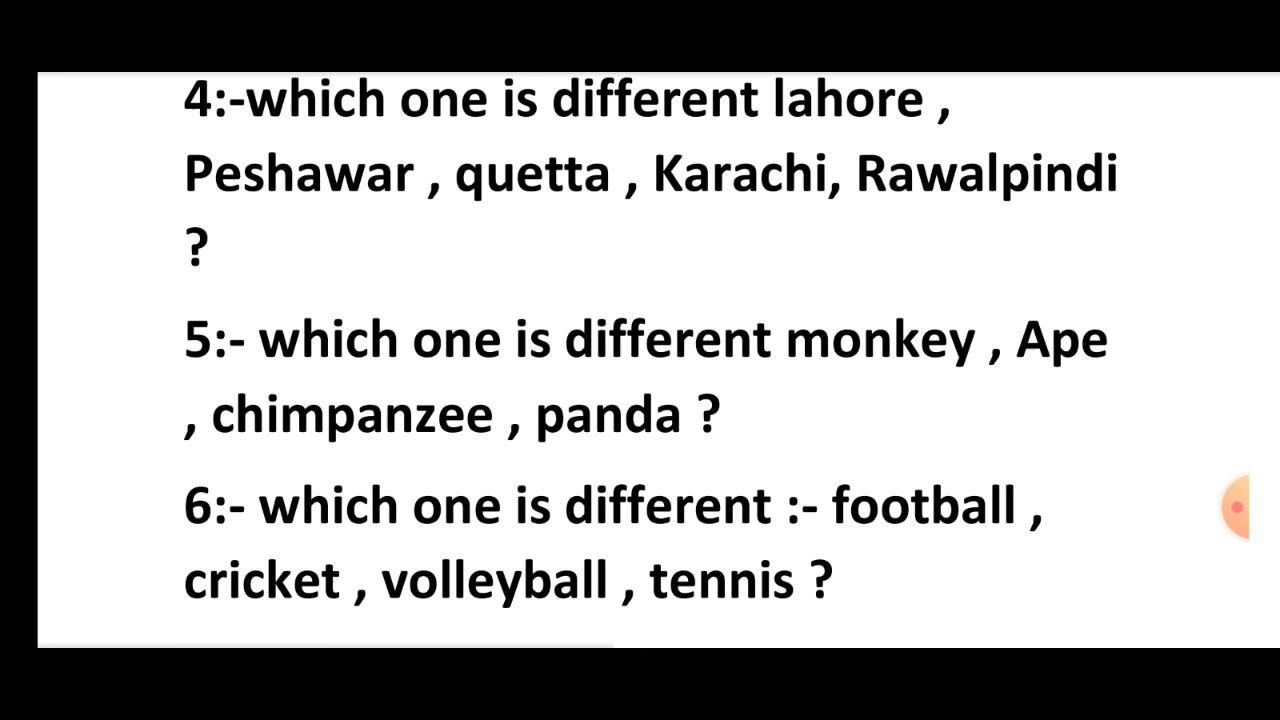 4:-which one is different lahore ,
Peshawar , quetta , Karachi, Rawalpindi
?
5:- which one is different monkey , Ape
, chimpanzee , panda ?
6:- which one is different :- football ,
cricket , volleyball , tennis ?